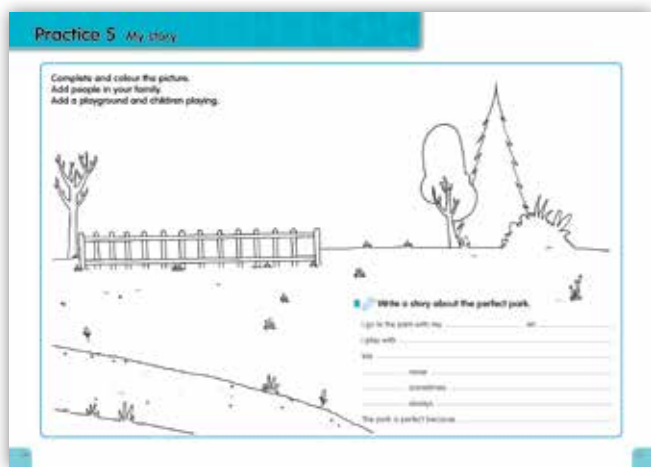 Practice 5 My story
Complete and colour the picture.
Add people in your family.
Add a playground and children playing.
Write a story about the perfect park.
I go to the park with my
I play with
never
sometimes
always
The park is perfect because